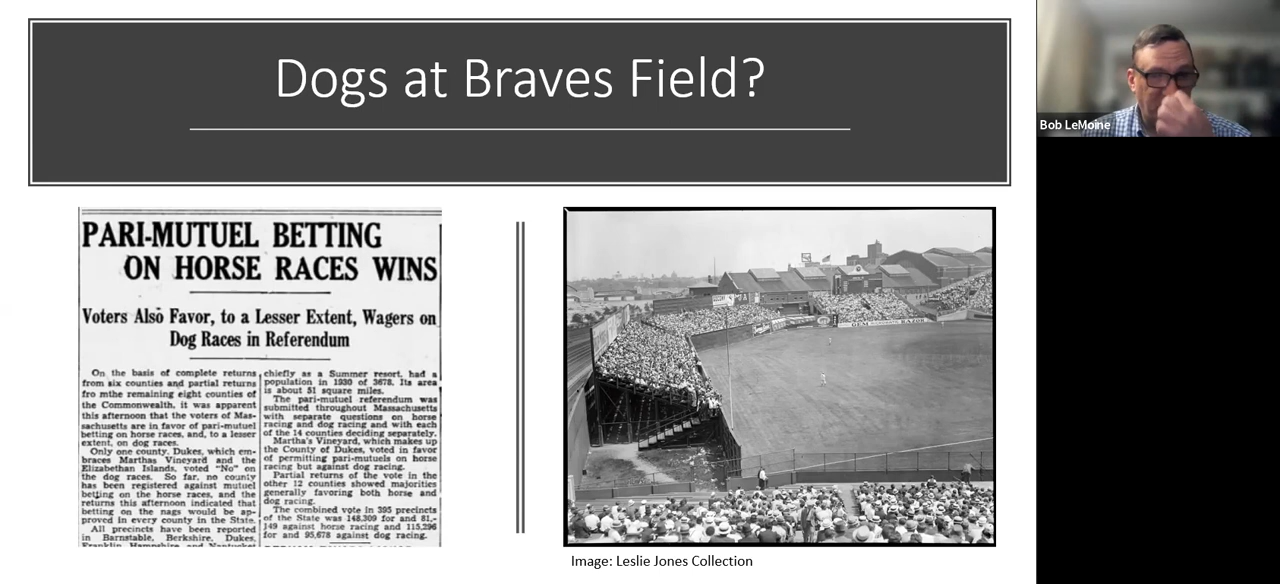 Dogs at Braves Field?
Bob LeMoine
PARI-MUTUEL BETTING
ON HORSE RACES WINS
Voters Also Favor, to a Lesser Extent, Wagers on
Dog Races in Referendum
On the basis of complete returns
from six counties and partial returns
fro mthe remaining eight counties of
the Commonwealth, it was apparent
this afternoon that the voters of Mas-
sachusetts are in favor of pari-mutuel
betting on horse races, and, to a lesser
extent, on dog races.
Only one county, Dukes, which em-
braces Marthas Vineyard and the
Elizabethan Islands, voted "No" on
the dog races. So far, no county
has been registered against mutuel
betting on the horse races, and the
returns this afternoon indicated that
betting on the nags would be ap-
proved in every county in the State.
All precincts have been reported
in Barnstable, Berkshire, Dukes,
Franklin, Hampshire and Nantucket
chiefly as a Summer resort, had a
population in 1930 of 3678. Its area
is about 51 square miles.
The pari-mutuel referendum was
submitted throughout Massachusetts
with separate questions on horse
racing and dog racing and with each
of the 14 counties deciding separately.
Martha's Vineyard, which makes up
the County of Dukes, voted in favor
of permitting pari-mutuels on horse
racing but against dog racing.
Partial returns of the vote in the
other 12 counties showed majorities
generally favoring both horse and
dog racing.
The combined vote in 395 precincts
of the State was 148,309 for and 81,-
149 against horse racing and 115,296
for and 95,678 against dog racing.
GEM RAZOR
Image: Leslie Jones Collection